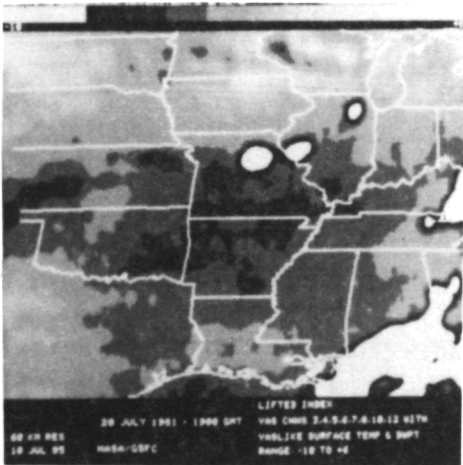 -10
LIFTED INDEX
20 JULY 1981 - 1900 GMT
VAS CHNS 3,4,5,6,7,8,10,12 WITH
60 KM RES
VASLIKE SURFACE TEMP & DWPT
10 JUL 85
NASA/GSFC
RANGE -10 TO +6